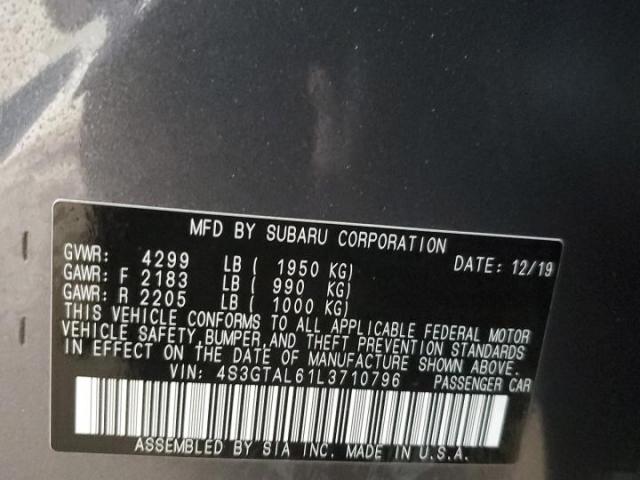 MFD BY SUBARU CORPORATION
GVWR: 4299 LB ( 1950 KG) DATE: 12/19
GAWR: F 2183 LB ( 990 KG)
GAWR: R 2205 LB ( 1000 KG)
THIS VEHICLE CONFORMS TO ALL APPLICABLE FEDERAL MOTOR
VEHICLE SAFETY, BUMPER, AND THEFT PREVENTION STANDARDS
IN EFFECT ON THE DATE OF MANUFACTURE SHOWN ABOVE.
VIN: 4S3GTAL61L3710796 PASSENGER CAR
ASSEMBLED BY SIA INC. MADE IN U.S.A.